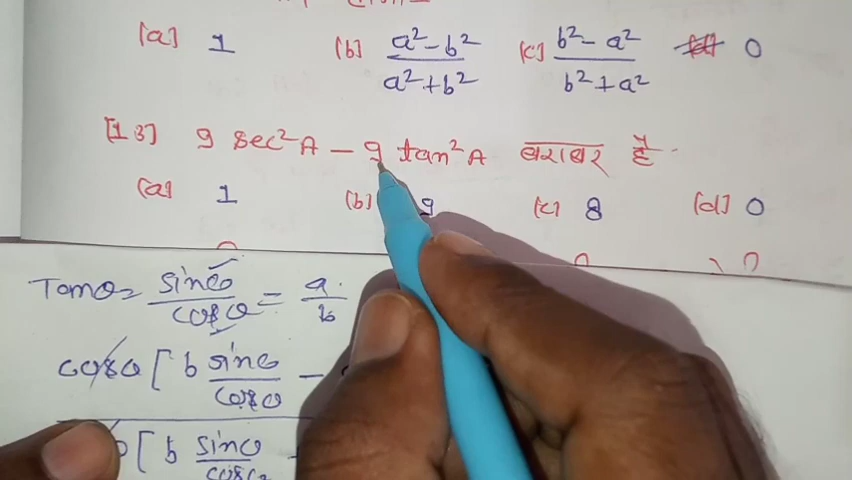 [a] 1 (b) a²-b² / a²+b² (c) b²-a² / b²+a² [d] 0
[13] 9 sec²A - 9 tan²A बराबर है
(a) 1 (b) 9 (c) 8 (d) 0
Tanθ = sinθ / cosθ = a / b
cosθ [ b sinθ / cosθ -
[ b sinθ / cosθ